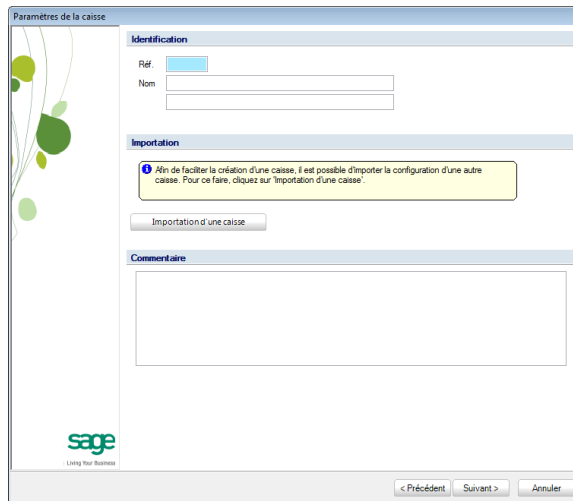 Paramètres de la caisse
Identification
Réf.
Nom
Importation
Afin de faciliter la création d'une caisse, il est possible d'importer la configuration d'une autre
caisse. Pour ce faire, cliquez sur 'Importation d'une caisse'.
Importation d'une caisse
Commentaire
sage
Living Your Business
< Précédent
Suivant >
Annuler